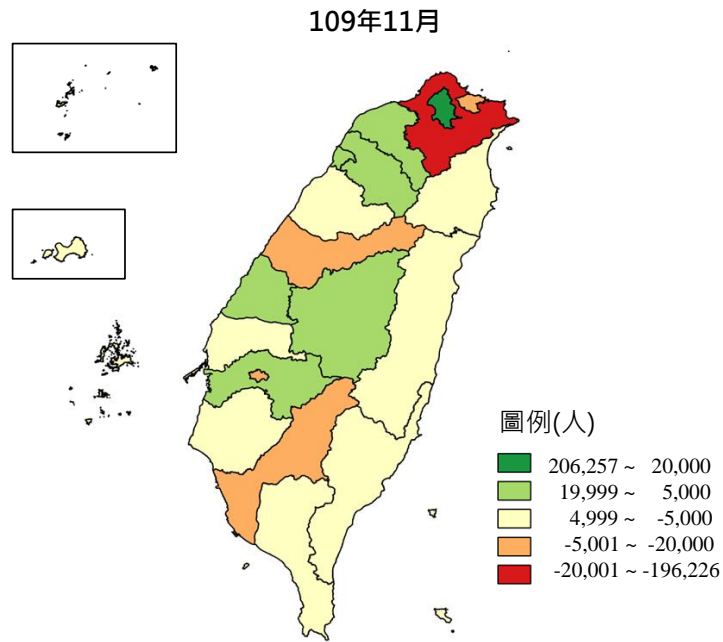 109年11月
圖例(人)
206,257 ~ 20,000
19,999 ~ 5,000
4,999 ~ -5,000
-5,001 ~ -20,000
-20,001 ~ -196,226